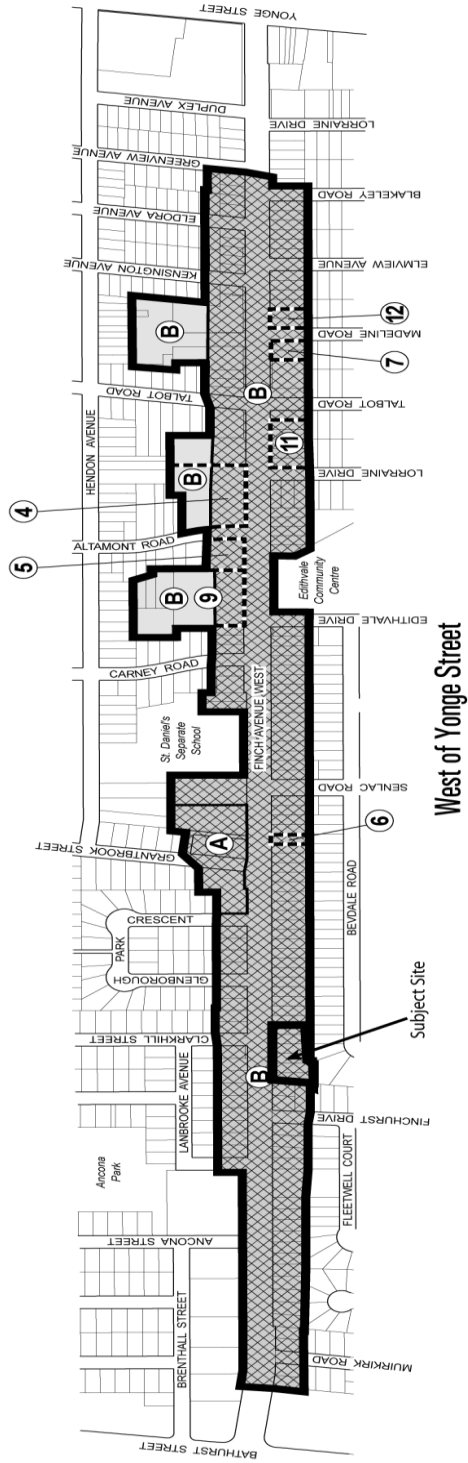 YONGE STREET
DUPLEX AVENUE
GREENVIEW AVENUE
ELDORA AVENUE
KENSINGTON AVENUE
TALBOT ROAD
HENDON AVENUE
ALTAMONT ROAD
CARNEY ROAD
St. Daniel's
Separate
School
GRANTBROOK STREET
CRESCENT
PARK
GLENBOROUGH
CLARKHILL STREET
LANBROOKE AVENUE
Ancona
Park
ANCONA STREET
BRENTHALL STREET
BATHURST STREET
FINCH AVENUE WEST
LORRAINE DRIVE
BLAKELEY ROAD
ELMVIEW AVENUE
MADELINE ROAD
TALBOT ROAD
LORRAINE DRIVE
Edithvale
Community
Centre
EDITHVALE DRIVE
SENLAC ROAD
BEVDALE ROAD
FINCHURST DRIVE
FLEETWELL COURT
MUIRKIRK ROAD
Subject Site
4
5
9
6
11
7
12
A
B
B
B
B
B
West of Yonge Street